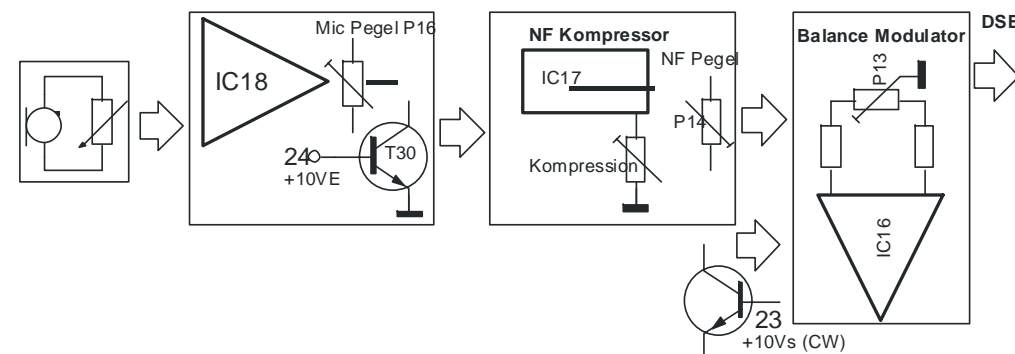 IC18
Mic Pegel P16
24
+10VE
T30
NF Kompressor
IC17
NF Pegel
P14
Kompression
Balance Modulator
P13
IC16
DSB
23
+10Vs (CW)